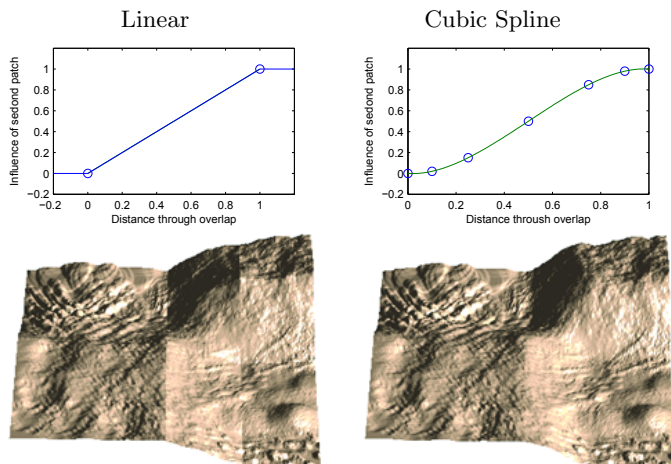 Linear
Cubic Spline
Influence of sedond patch
1
0.8
0.6
0.4
0.2
0
−0.2
−0.2 0 0.2 0.4 0.6 0.8 1
Distance through overlap
Influence of sedond patch
1
0.8
0.6
0.4
0.2
0
−0.2
0 0.2 0.4 0.6 0.8 1
Distance throush overlap